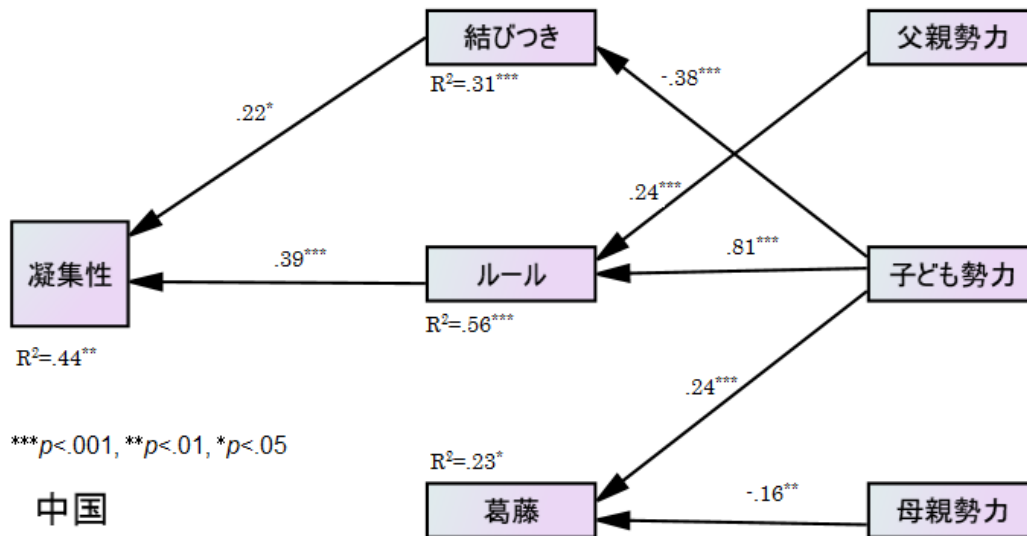 結びつき
父親勢力
R²=.31***
-.38***
.22*
.24***
凝集性
.39***
ルール
.81***
子ども勢力
R²=.56***
R²=.44**
.24***
***p<.001, **p<.01, *p<.05
R²=.23*
中国
葛藤
-.16**
母親勢力